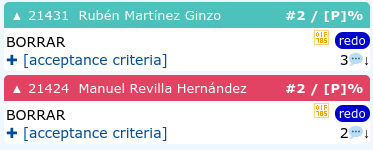 ▲ 21431 Rubén Martínez Ginzo #2 / [P]%
BORRAR redo
+ [acceptance criteria] 3 ↓
▲ 21424 Manuel Revilla Hernández #2 / [P]%
BORRAR redo
+ [acceptance criteria] 2 ↓